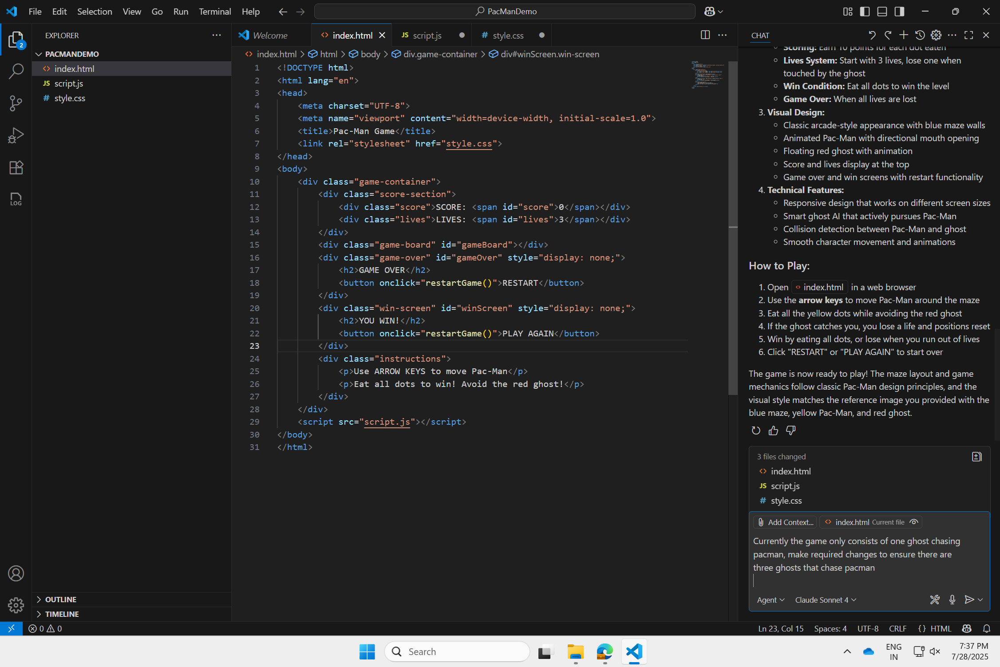 File Edit Selection View Go Run Terminal Help
PacManDemo
EXPLORER
2
PACMANDEMO
index.html
JS script.js
# style.css
LOG
OUTLINE
TIMELINE
Welcome
index.html
JS script.js
# style.css
index.html > html > body > div.game-container > div#winScreen.win-screen
1 <!DOCTYPE html>
2 <html lang="en">
3 <head>
4 <meta charset="UTF-8">
5 <meta name="viewport" content="width=device-width, initial-scale=1.0">
6 <title>Pac-Man Game</title>
7 <link rel="stylesheet" href="style.css">
8 </head>
9 <body>
10 <div class="game-container">
11 <div class="score-section">
12 <div class="score">SCORE: <span id="score">0</span></div>
13 <div class="lives">LIVES: <span id="lives">3</span></div>
14 </div>
15 <div class="game-board" id="gameBoard"></div>
16 <div class="game-over" id="gameOver" style="display: none;">
17 <h2>GAME OVER</h2>
18 <button onclick="restartGame()">RESTART</button>
19 </div>
20 <div class="win-screen" id="winScreen" style="display: none;">
21 <h2>YOU WIN!</h2>
22 <button onclick="restartGame()">PLAY AGAIN</button>
23 </div>
24 <div class="instructions">
25 <p>Use ARROW KEYS to move Pac-Man</p>
26 <p>Eat all dots to win! Avoid the red ghost!</p>
27 </div>
28 </div>
29 <script src="script.js"></script>
30 </body>
31 </html>
CHAT
Scoring: Earn 10 points for each dot eaten
Lives System: Start with 3 lives, lose one when
touched by the ghost
Win Condition: Eat all dots to win the level
Game Over: When all lives are lost
3. Visual Design:
Classic arcade-style appearance with blue maze walls
Animated Pac-Man with directional mouth opening
Floating red ghost with animation
Score and lives display at the top
Game over and win screens with restart functionality
4. Technical Features:
Responsive design that works on different screen sizes
Smart ghost AI that actively pursues Pac-Man
Collision detection between Pac-Man and ghost
Smooth character movement and animations
How to Play:
1. Open index.html in a web browser
2. Use the arrow keys to move Pac-Man around the maze
3. Eat all the yellow dots while avoiding the red ghost
4. If the ghost catches you, you lose a life and positions reset
5. Win by eating all dots, or lose when you run out of lives
6. Click "RESTART" or "PLAY AGAIN" to start over
The game is now ready to play! The maze layout and game
mechanics follow classic Pac-Man design principles, and the
visual style matches the reference image you provided with the
blue maze, yellow Pac-Man, and red ghost.
3 files changed
index.html
JS script.js
# style.css
Add Context... index.html Current file
Currently the game only consists of one ghost chasing
pacman, make required changes to ensure there are
three ghosts that chase pacman
Agent Claude Sonnet 4
0 0
Ln 23, Col 15 Spaces: 4 UTF-8 CRLF {} HTML
Search
ENG
IN
7:37 PM
7/28/2025